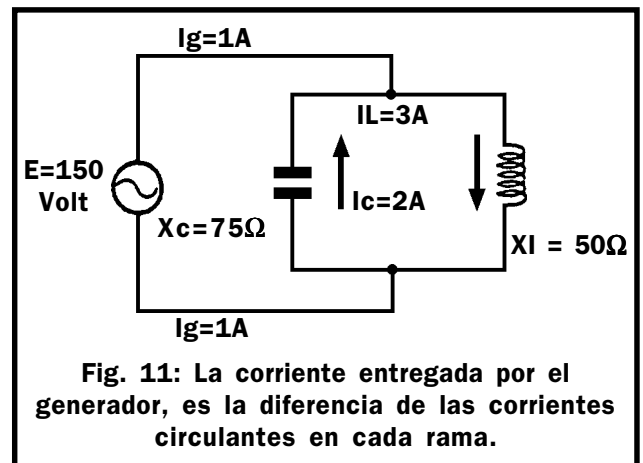 Ig=1A
IL=3A
E=150
Volt
Ic=2A
Xc=75Ω
Xl = 50Ω
Ig=1A
Fig. 11: La corriente entregada por el
generador, es la diferencia de las corrientes
circulantes en cada rama.